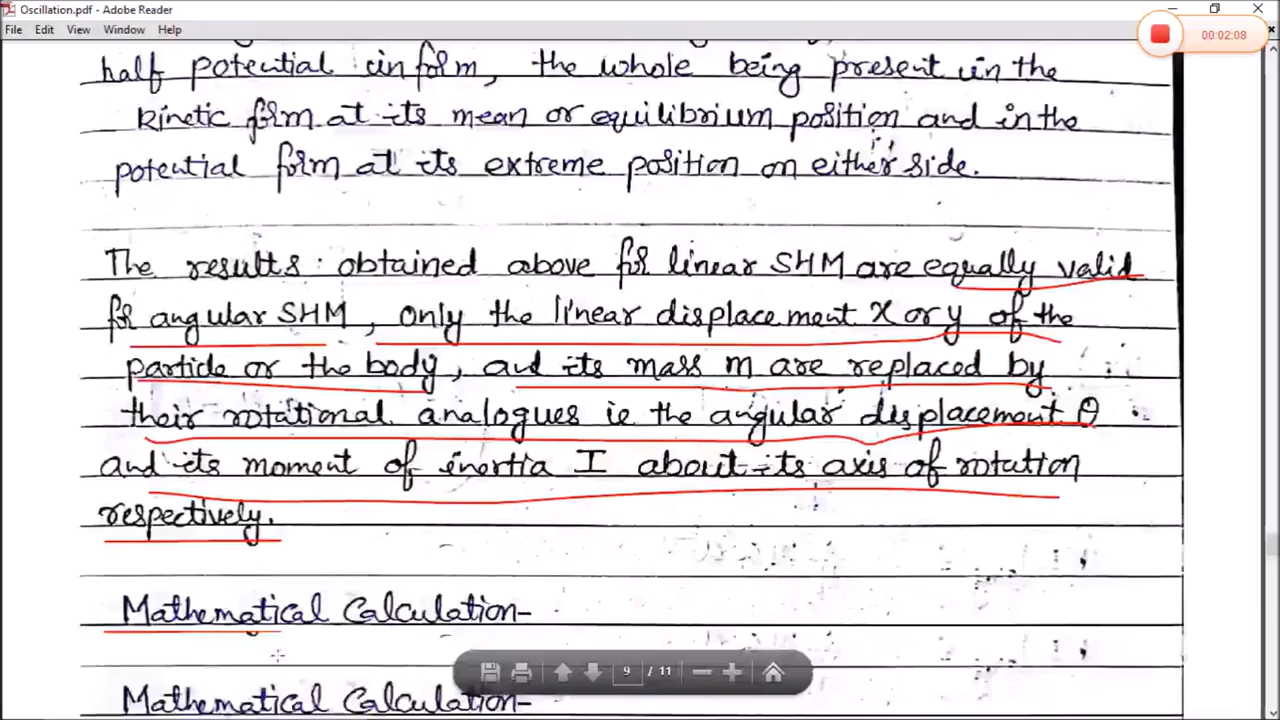 Oscillation.pdf - Adobe Reader
File Edit View Window Help
00:02:08
half potential in form, the whole being present in the
kinetic form at its mean or equilibrium position and in the
potential form at its extreme position on either side.
The results obtained above for linear SHM are equally valid
for angular SHM, only the linear displacement X or y of the
particle or the body, and its mass m are replaced by
their rotational analogues ie the angular displacement θ
and its moment of inertia I about its axis of rotation
respectively.
Mathematical Calculation-
9 / 11
Mathematical Calculation-